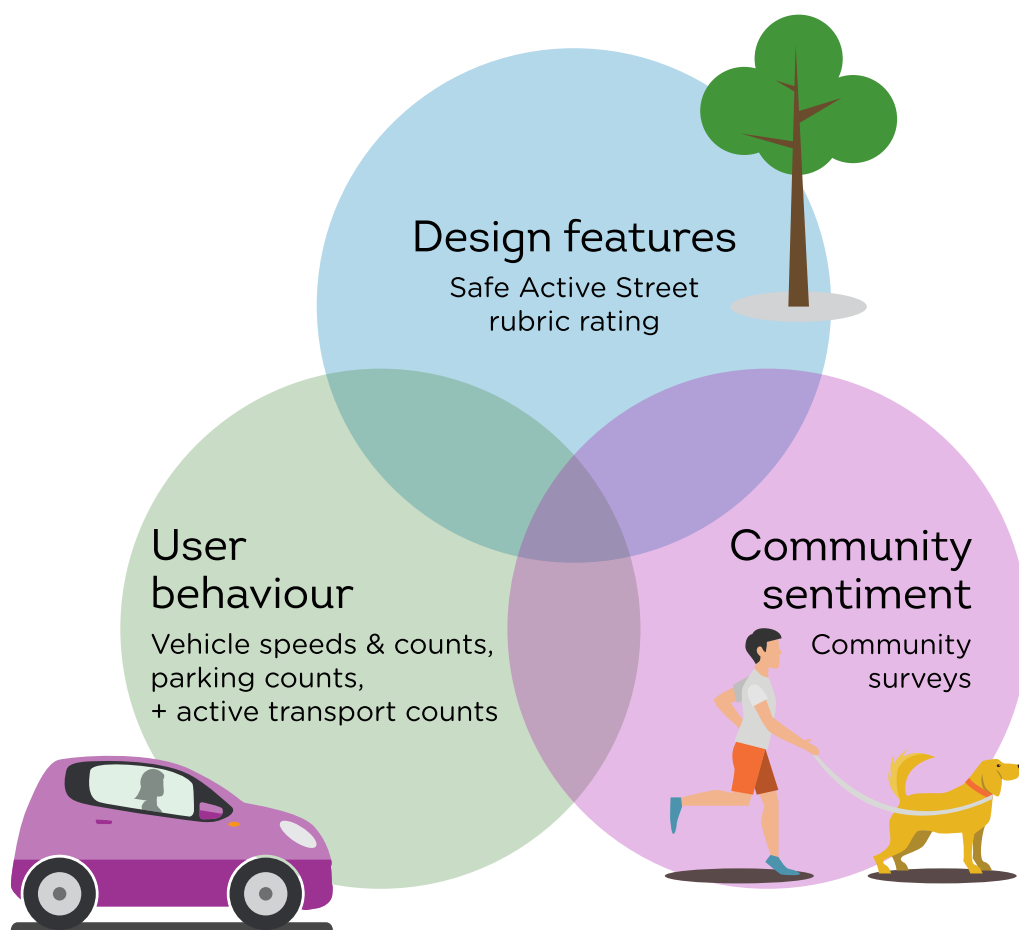 Design features
Safe Active Street
rubric rating
User
behaviour
Vehicle speeds & counts,
parking counts,
+ active transport counts
Community
sentiment
Community
surveys